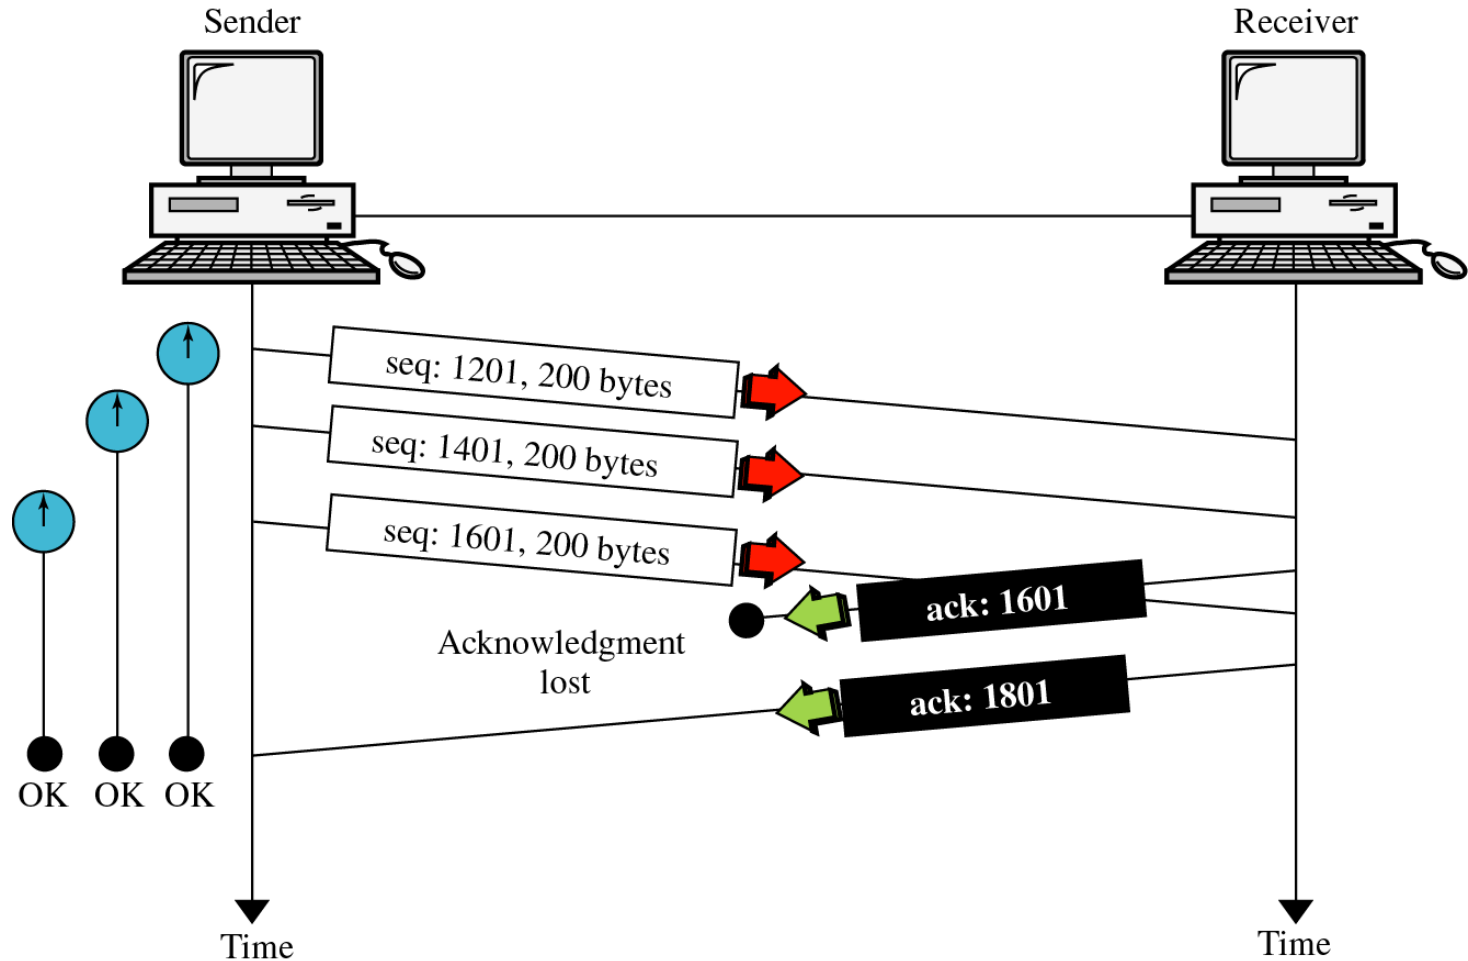 Sender
Receiver
seq: 1201, 200 bytes
seq: 1401, 200 bytes
seq: 1601, 200 bytes
ack: 1601
Acknowledgment
lost
ack: 1801
OK OK OK
Time
Time